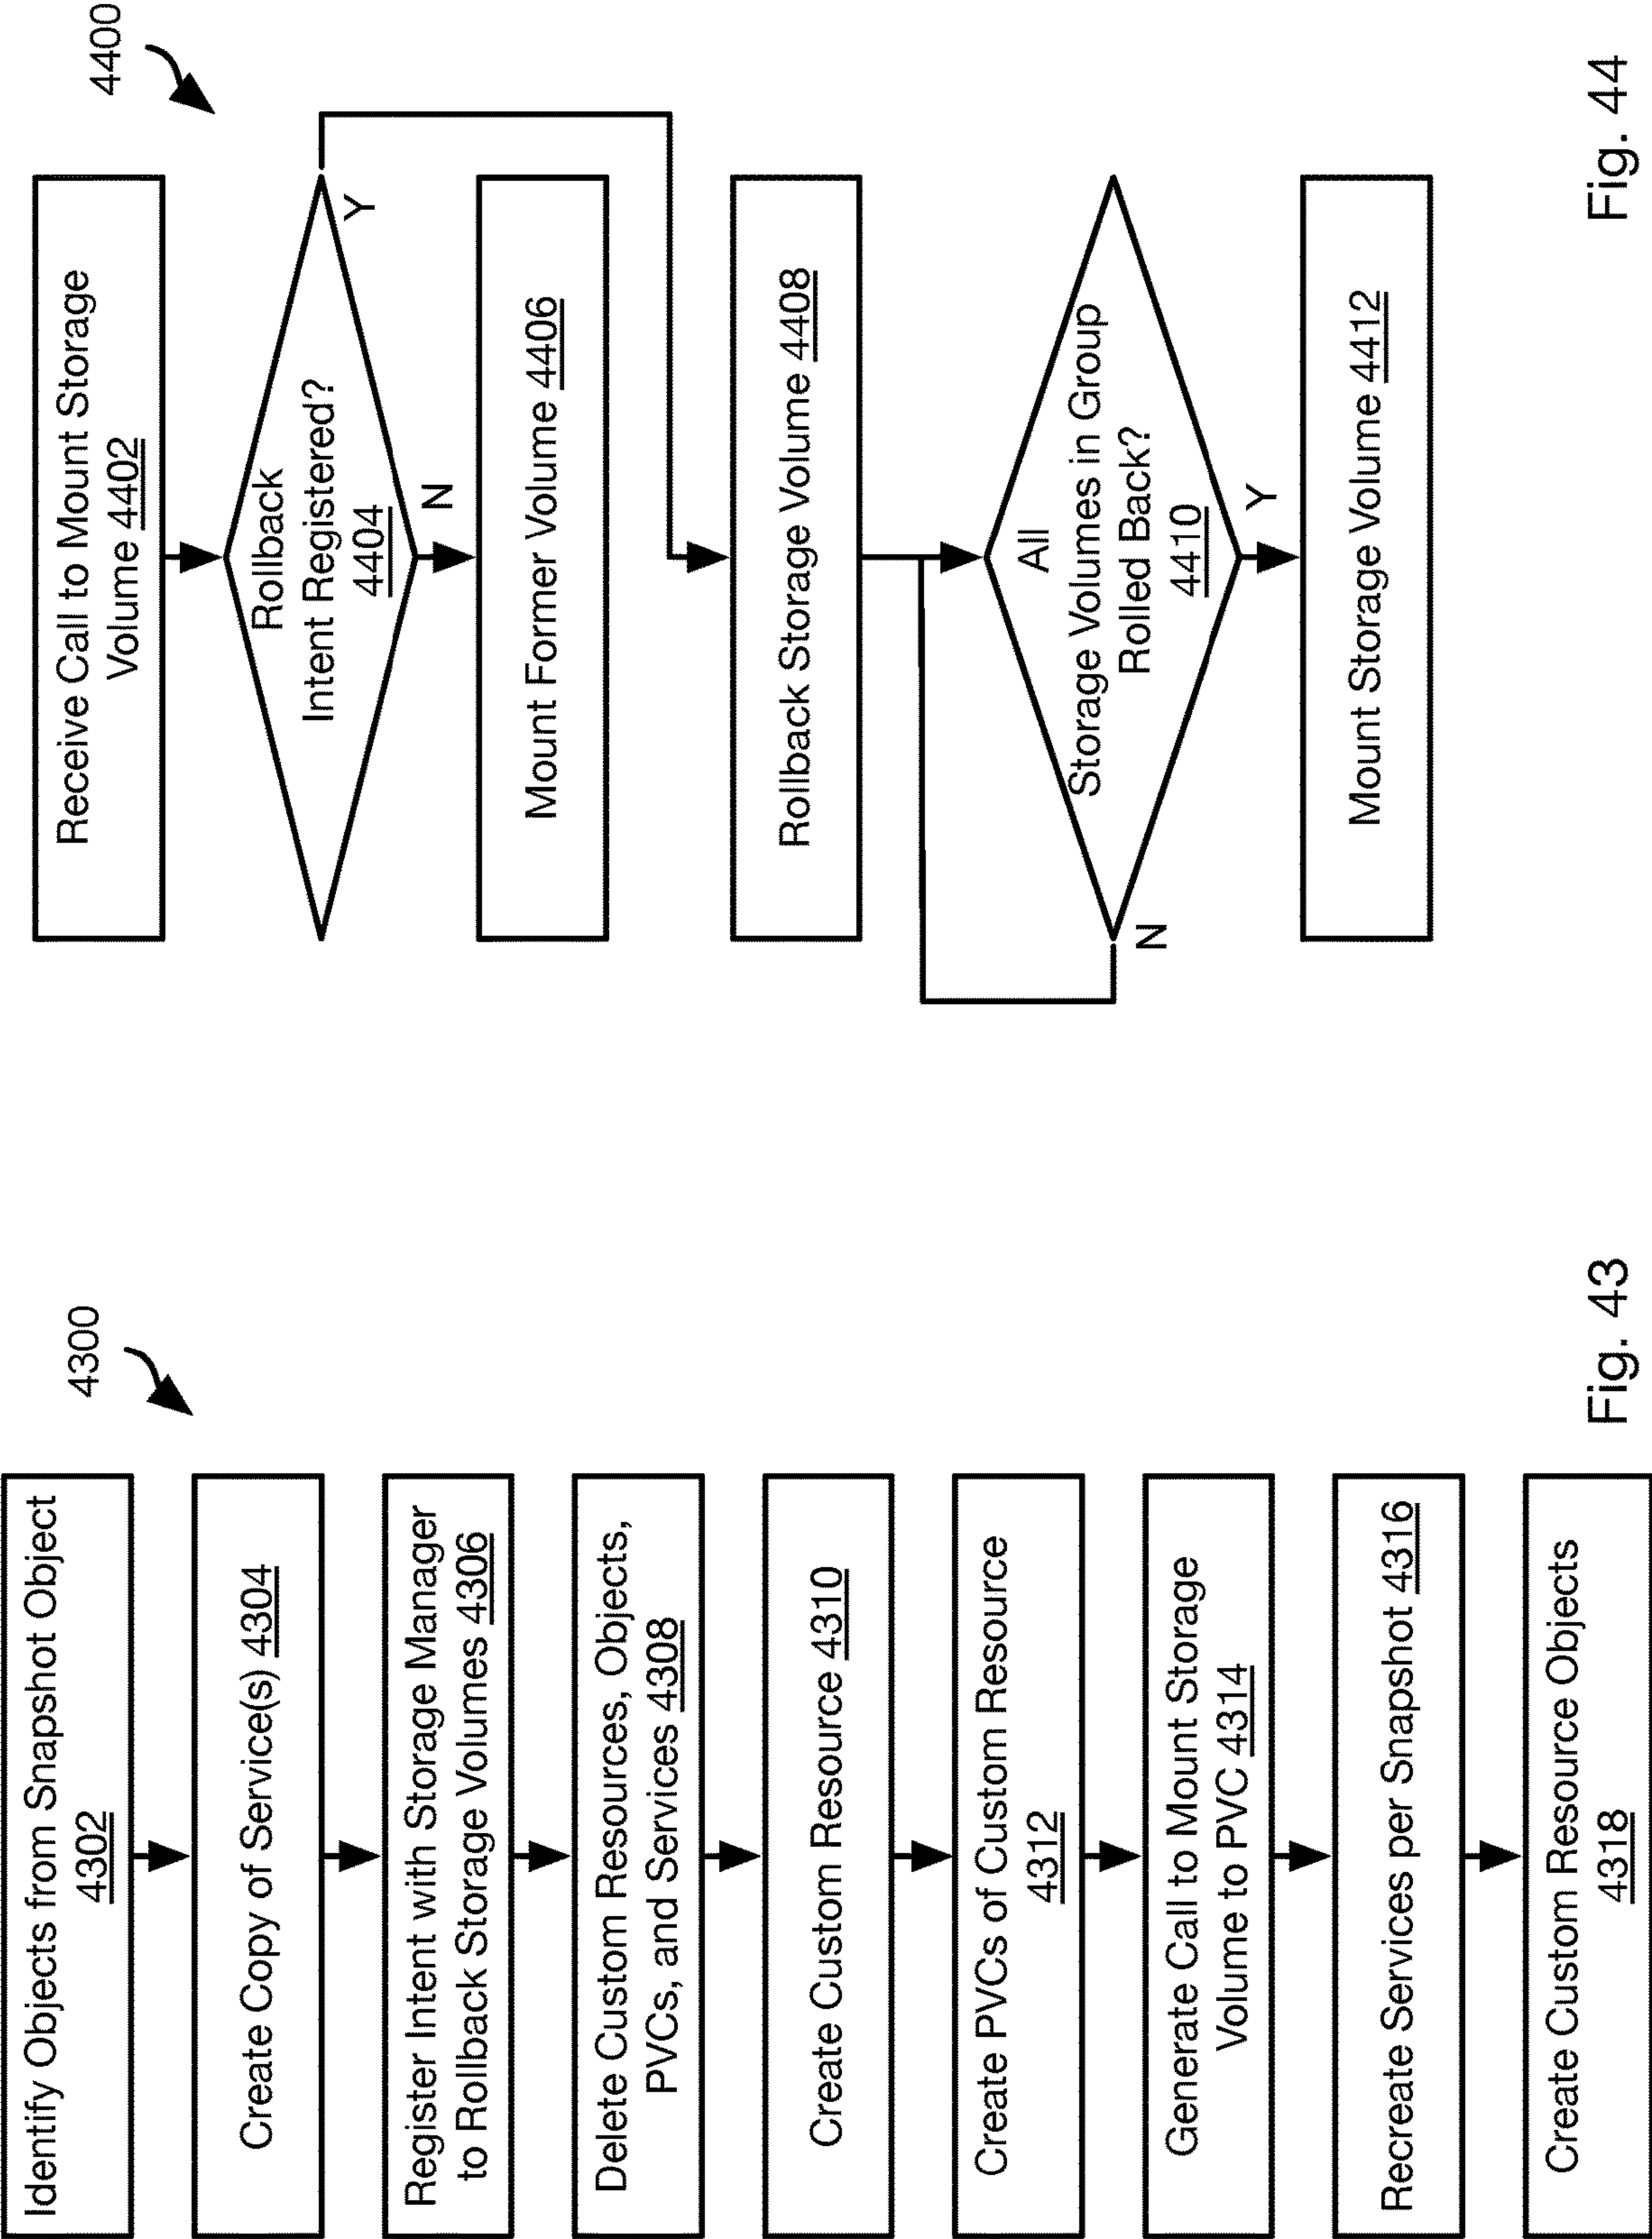 4300
Identify Objects from Snapshot Object
4302
Create Copy of Service(s) 4304
Register Intent with Storage Manager
to Rollback Storage Volumes 4306
Delete Custom Resources, Objects,
PVCs, and Services 4308
Create Custom Resource 4310
Create PVCs of Custom Resource
4312
Generate Call to Mount Storage
Volume to PVC 4314
Recreate Services per Snapshot 4316
Create Custom Resource Objects
4318
Fig. 43
4400
Receive Call to Mount Storage
Volume 4402
Rollback
Intent Registered?
4404
Y
N
Mount Former Volume 4406
Rollback Storage Volume 4408
All
Storage Volumes in Group
Rolled Back?
4410
N
Y
Mount Storage Volume 4412
Fig. 44